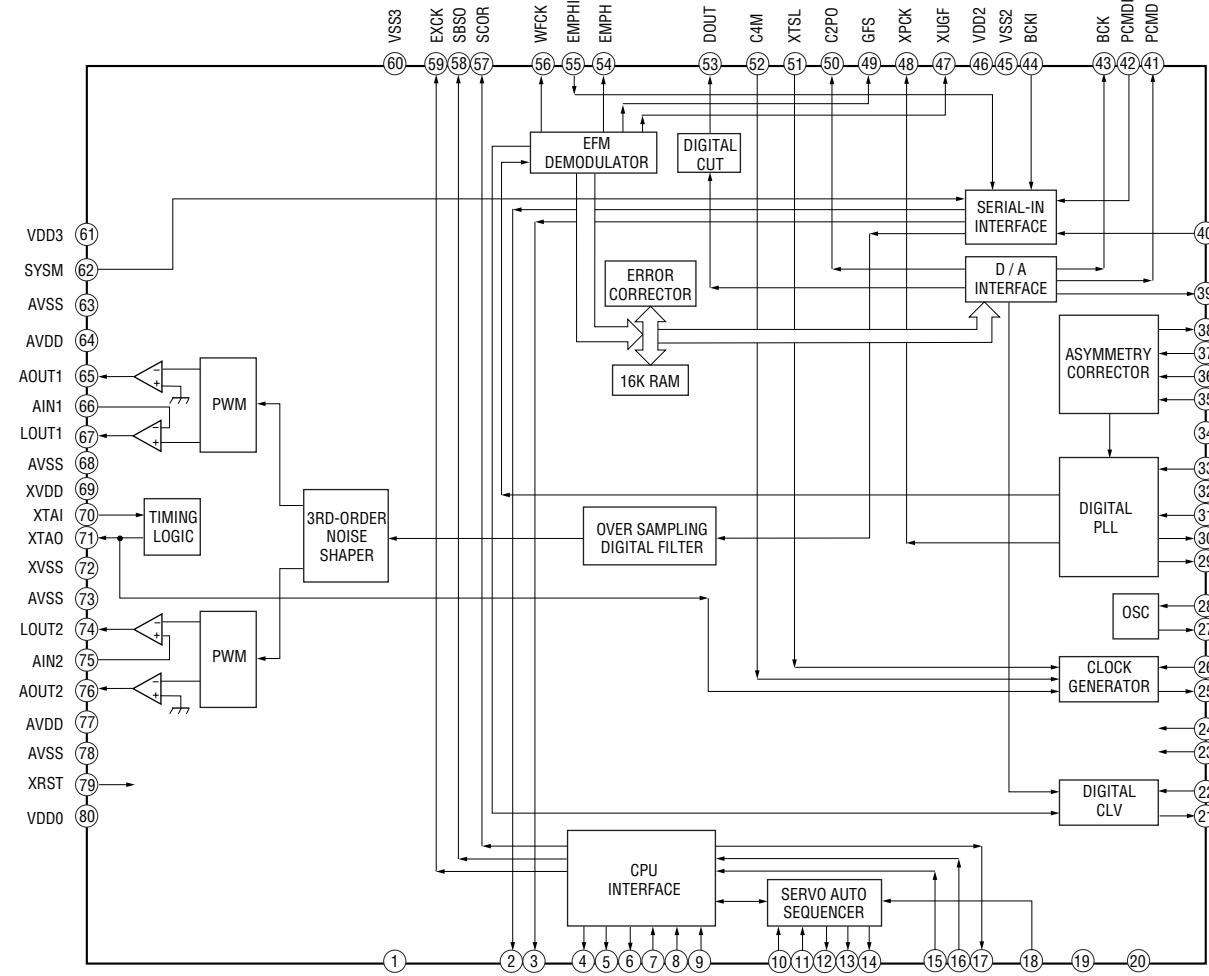 VSS3
EXCK
SBSO
SCOR
WFCK
EMPHI
EMPH
DOUT
C4M
XTSL
C2PO
GFS
XPCK
XUGF
VDD2
VSS2
BCKI
BCK
PCMDI
PCMD
60 59 58 57 56 55 54 53 52 51 50 49 48 47 46 45 44 43 42 41
EFM
DEMODULATOR
DIGITAL
CUT
SERIAL-IN
INTERFACE
D / A
INTERFACE
ERROR
CORRECTOR
16K RAM
ASYMMETRY
CORRECTOR
DIGITAL
PLL
OSC
CLOCK
GENERATOR
DIGITAL
CLV
VDD3 61
SYSM 62
AVSS 63
AVDD 64
AOUT1 65
AIN1 66
LOUT1 67
AVSS 68
XVDD 69
XTAI 70
XTAO 71
XVSS 72
AVSS 73
LOUT2 74
AIN2 75
AOUT2 76
AVDD 77
AVSS 78
XRST 79
VDD0 80
−
+
−
+
PWM
TIMING
LOGIC
3RD-ORDER
NOISE
SHAPER
OVER SAMPLING
DIGITAL FILTER
−
+
−
+
PWM
CPU
INTERFACE
SERVO AUTO
SEQUENCER
40
39
38
37
36
35
34
33
32
31
30
29
28
27
26
25
24
23
22
21
1 2 3 4 5 6 7 8 9 10 11 12 13 14 15 16 17 18 19 20